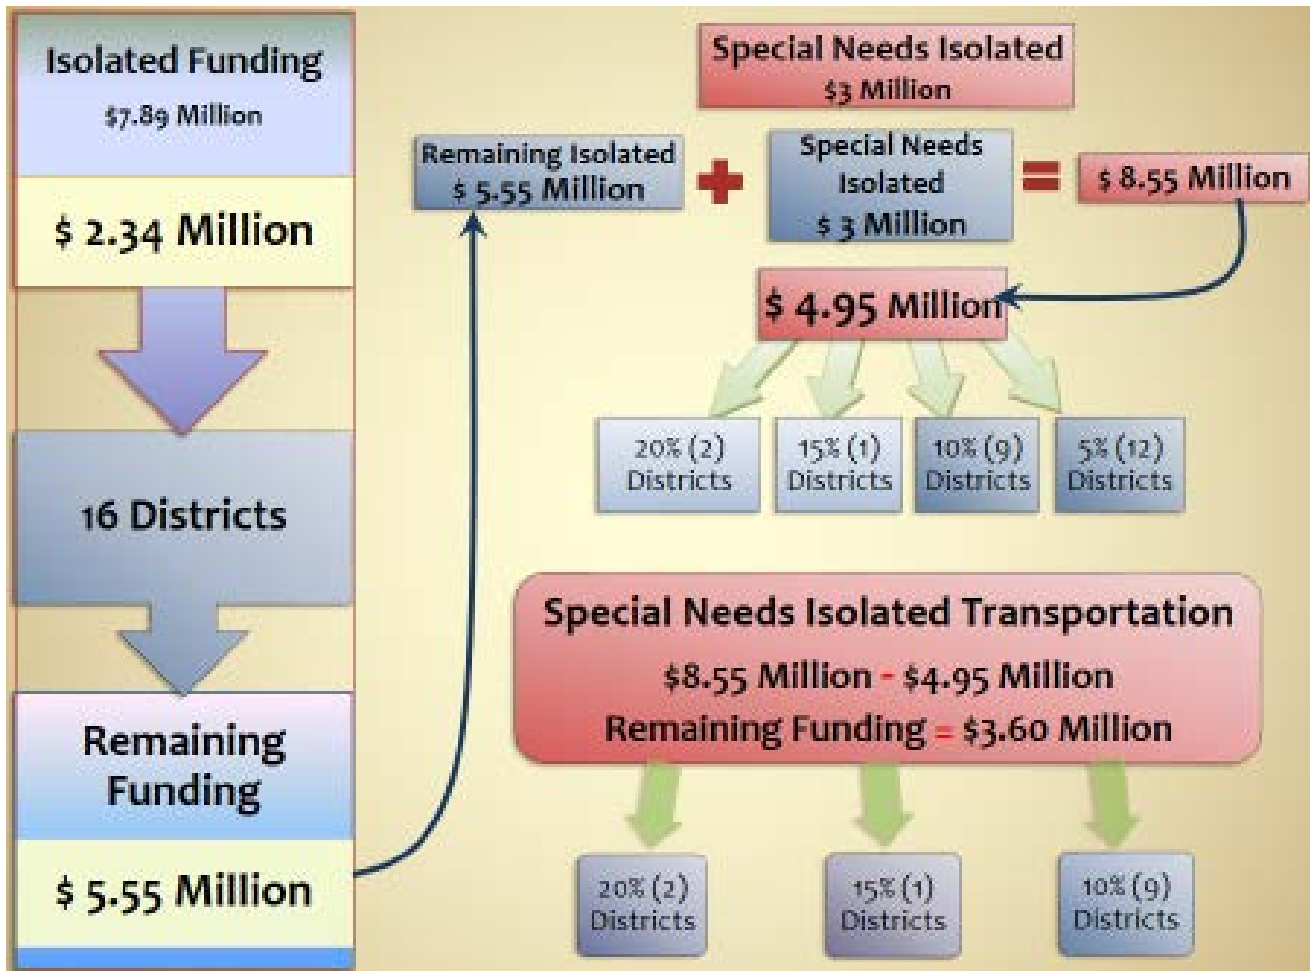 Isolated Funding
$7.89 Million
$ 2.34 Million
16 Districts
Remaining
Funding
$ 5.55 Million
Special Needs Isolated
$3 Million
Remaining Isolated
$ 5.55 Million
+
Special Needs
Isolated
$ 3 Million
=
$ 8.55 Million
$ 4.95 Million
20% (2)
Districts
15% (1)
Districts
10% (9)
Districts
5% (12)
Districts
Special Needs Isolated Transportation
$8.55 Million - $4.95 Million
Remaining Funding = $3.60 Million
20% (2)
Districts
15% (1)
Districts
10% (9)
Districts